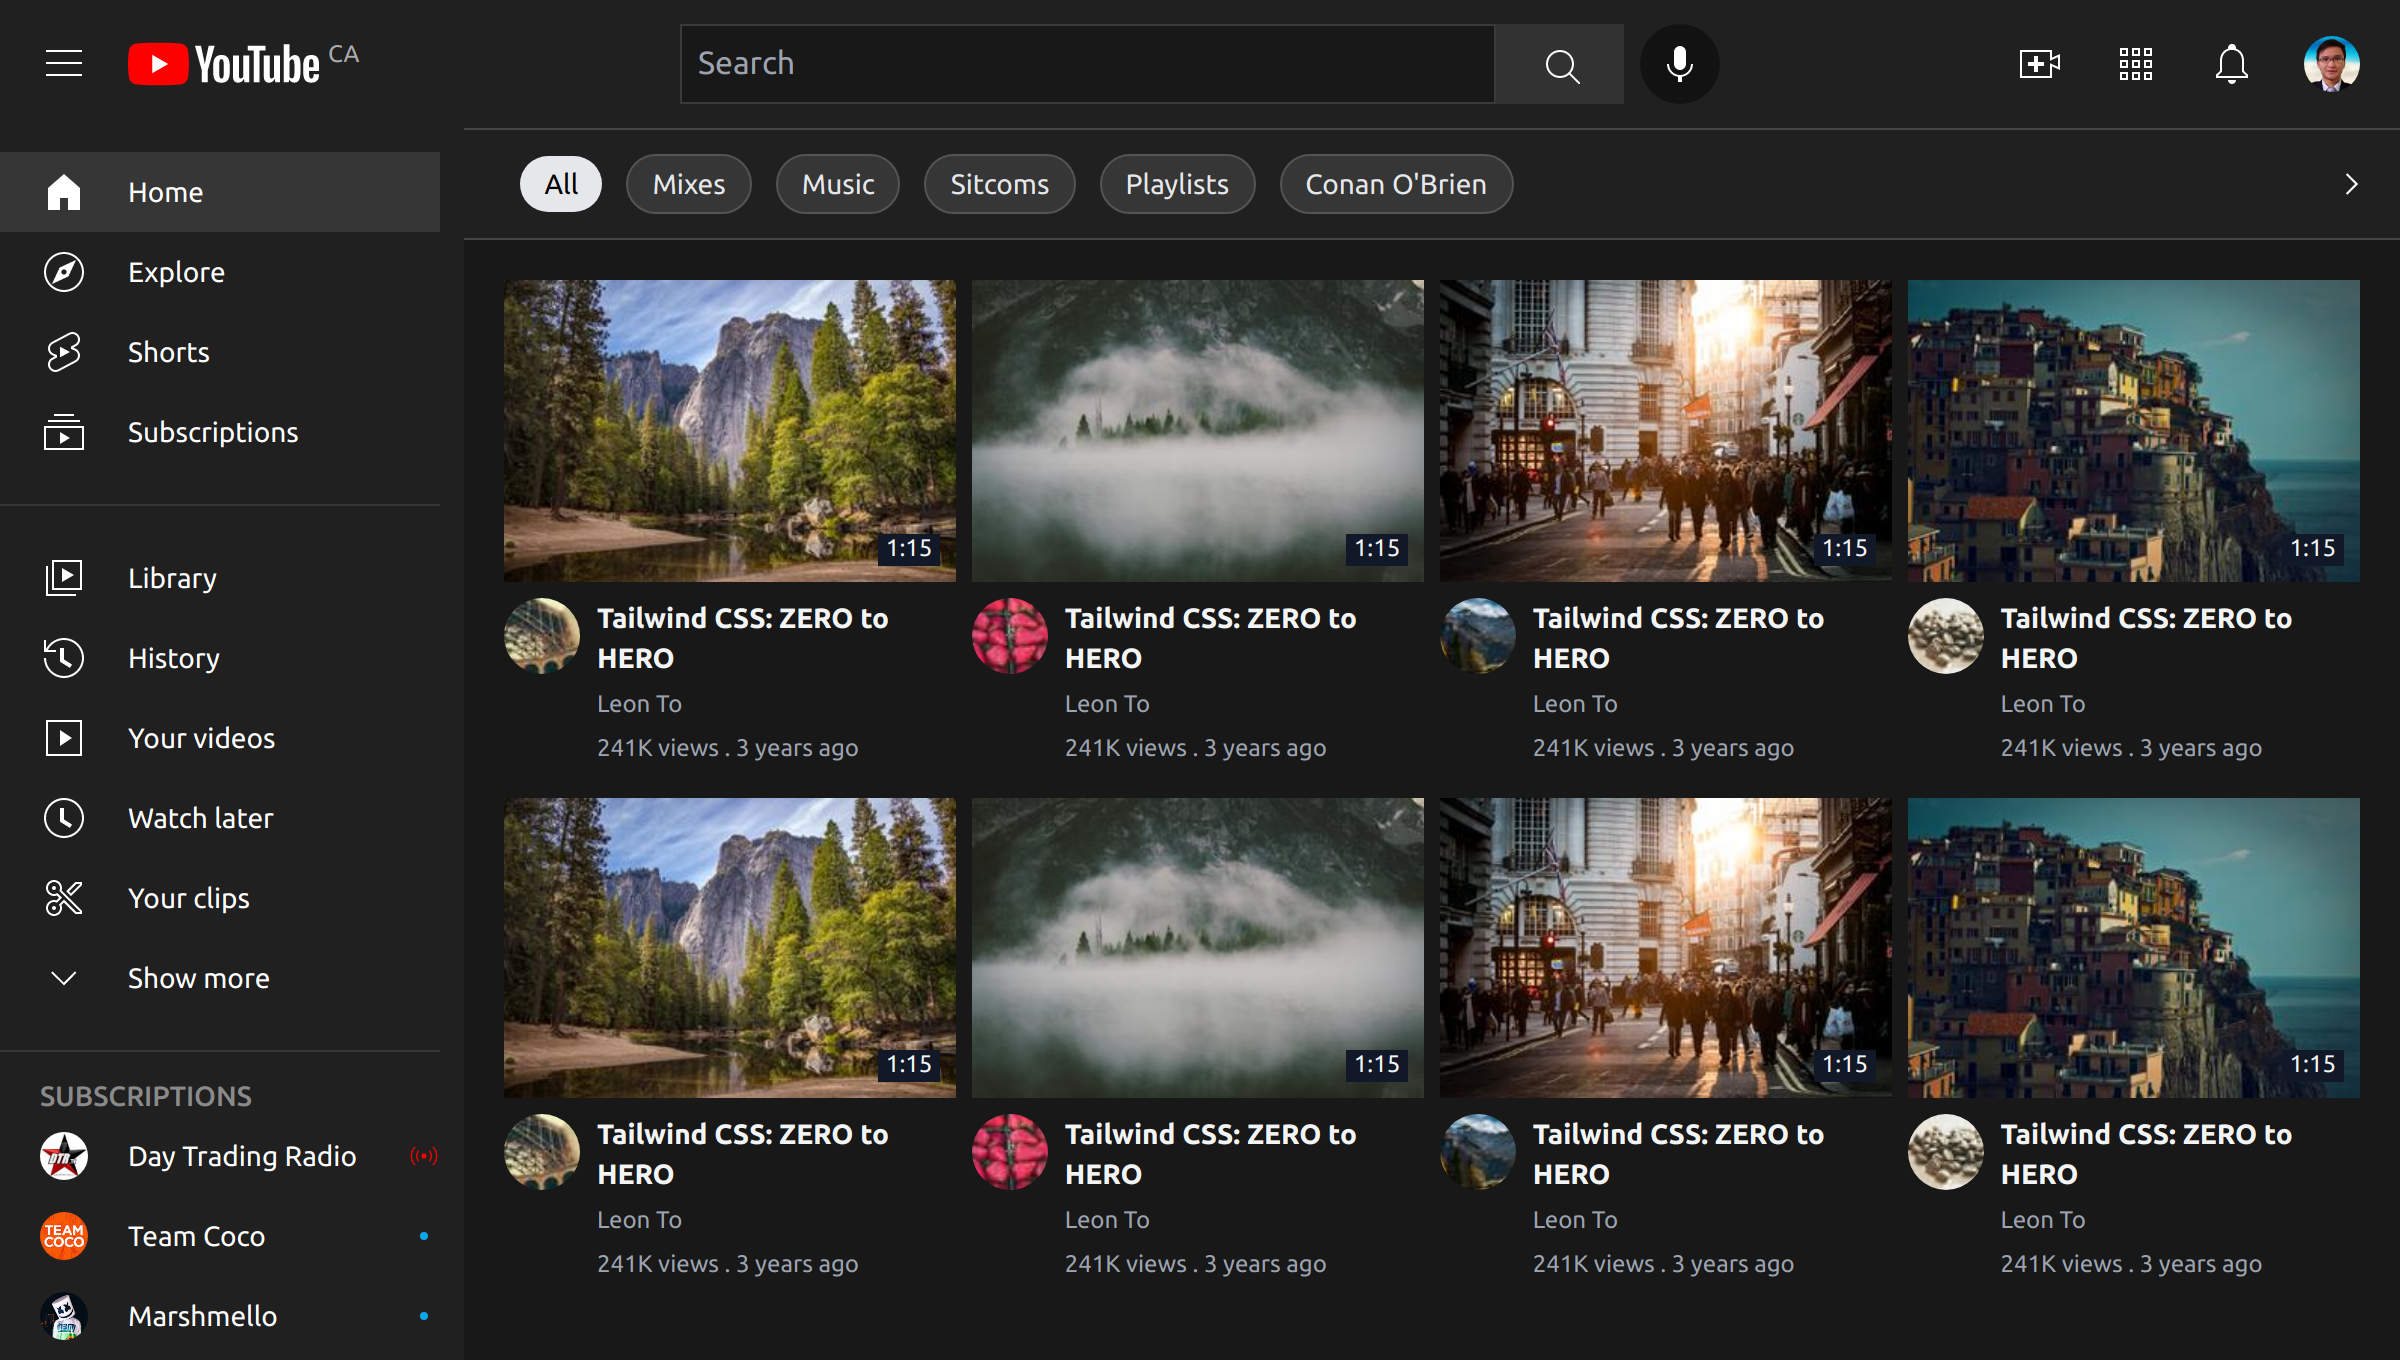 YouTube CA
Search
All Mixes Music Sitcoms Playlists Conan O'Brien
Home
Explore
Shorts
Subscriptions
Library
History
Your videos
Watch later
Your clips
Show more
SUBSCRIPTIONS
DTR
Day Trading Radio
TEAM
COCO
Team Coco
Marshmello
1:15
Tailwind CSS: ZERO to
HERO
Leon To
241K views . 3 years ago
1:15
Tailwind CSS: ZERO to
HERO
Leon To
241K views . 3 years ago
1:15
Tailwind CSS: ZERO to
HERO
Leon To
241K views . 3 years ago
1:15
Tailwind CSS: ZERO to
HERO
Leon To
241K views . 3 years ago
1:15
Tailwind CSS: ZERO to
HERO
Leon To
241K views . 3 years ago
1:15
Tailwind CSS: ZERO to
HERO
Leon To
241K views . 3 years ago
1:15
Tailwind CSS: ZERO to
HERO
Leon To
241K views . 3 years ago
1:15
Tailwind CSS: ZERO to
HERO
Leon To
241K views . 3 years ago